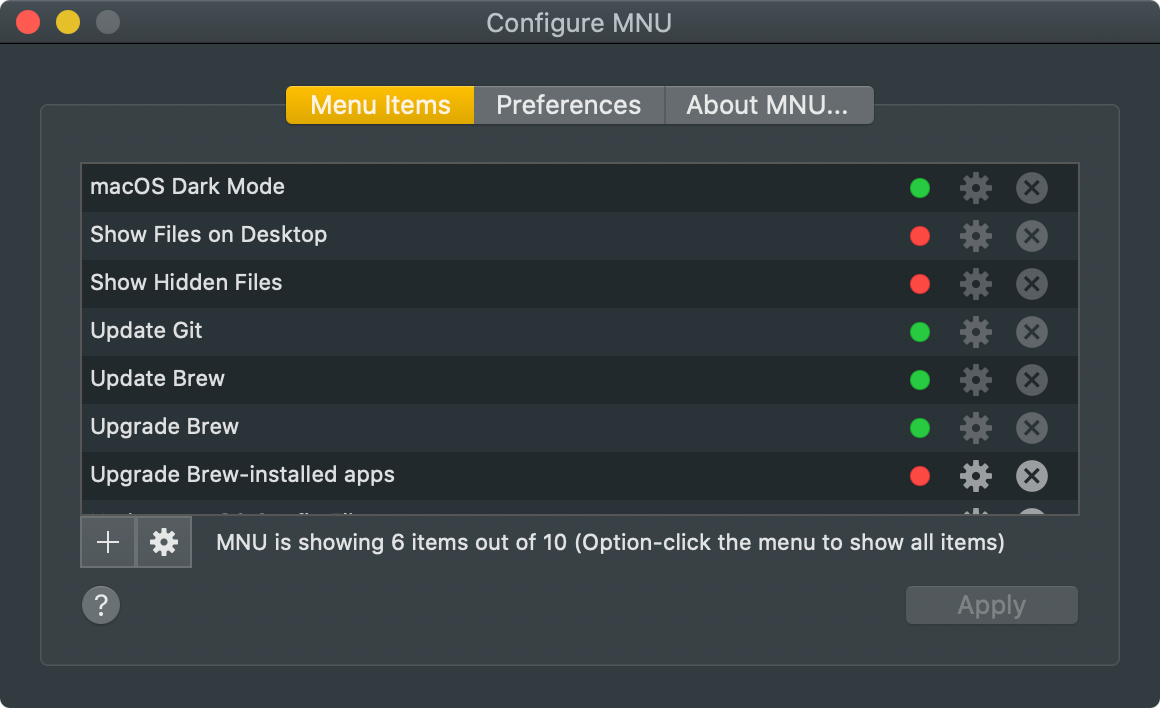 Configure MNU
Menu Items Preferences About MNU...
macOS Dark Mode
Show Files on Desktop
Show Hidden Files
Update Git
Update Brew
Upgrade Brew
Upgrade Brew-installed apps
MNU is showing 6 items out of 10 (Option-click the menu to show all items)
? Apply